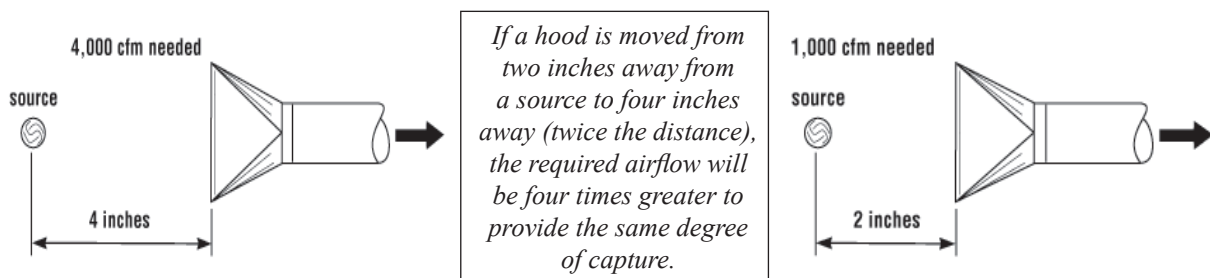 4,000 cfm needed
source
4 inches
If a hood is moved from
two inches away from
a source to four inches
away (twice the distance),
the required airflow will
be four times greater to
provide the same degree
of capture.
1,000 cfm needed
source
2 inches